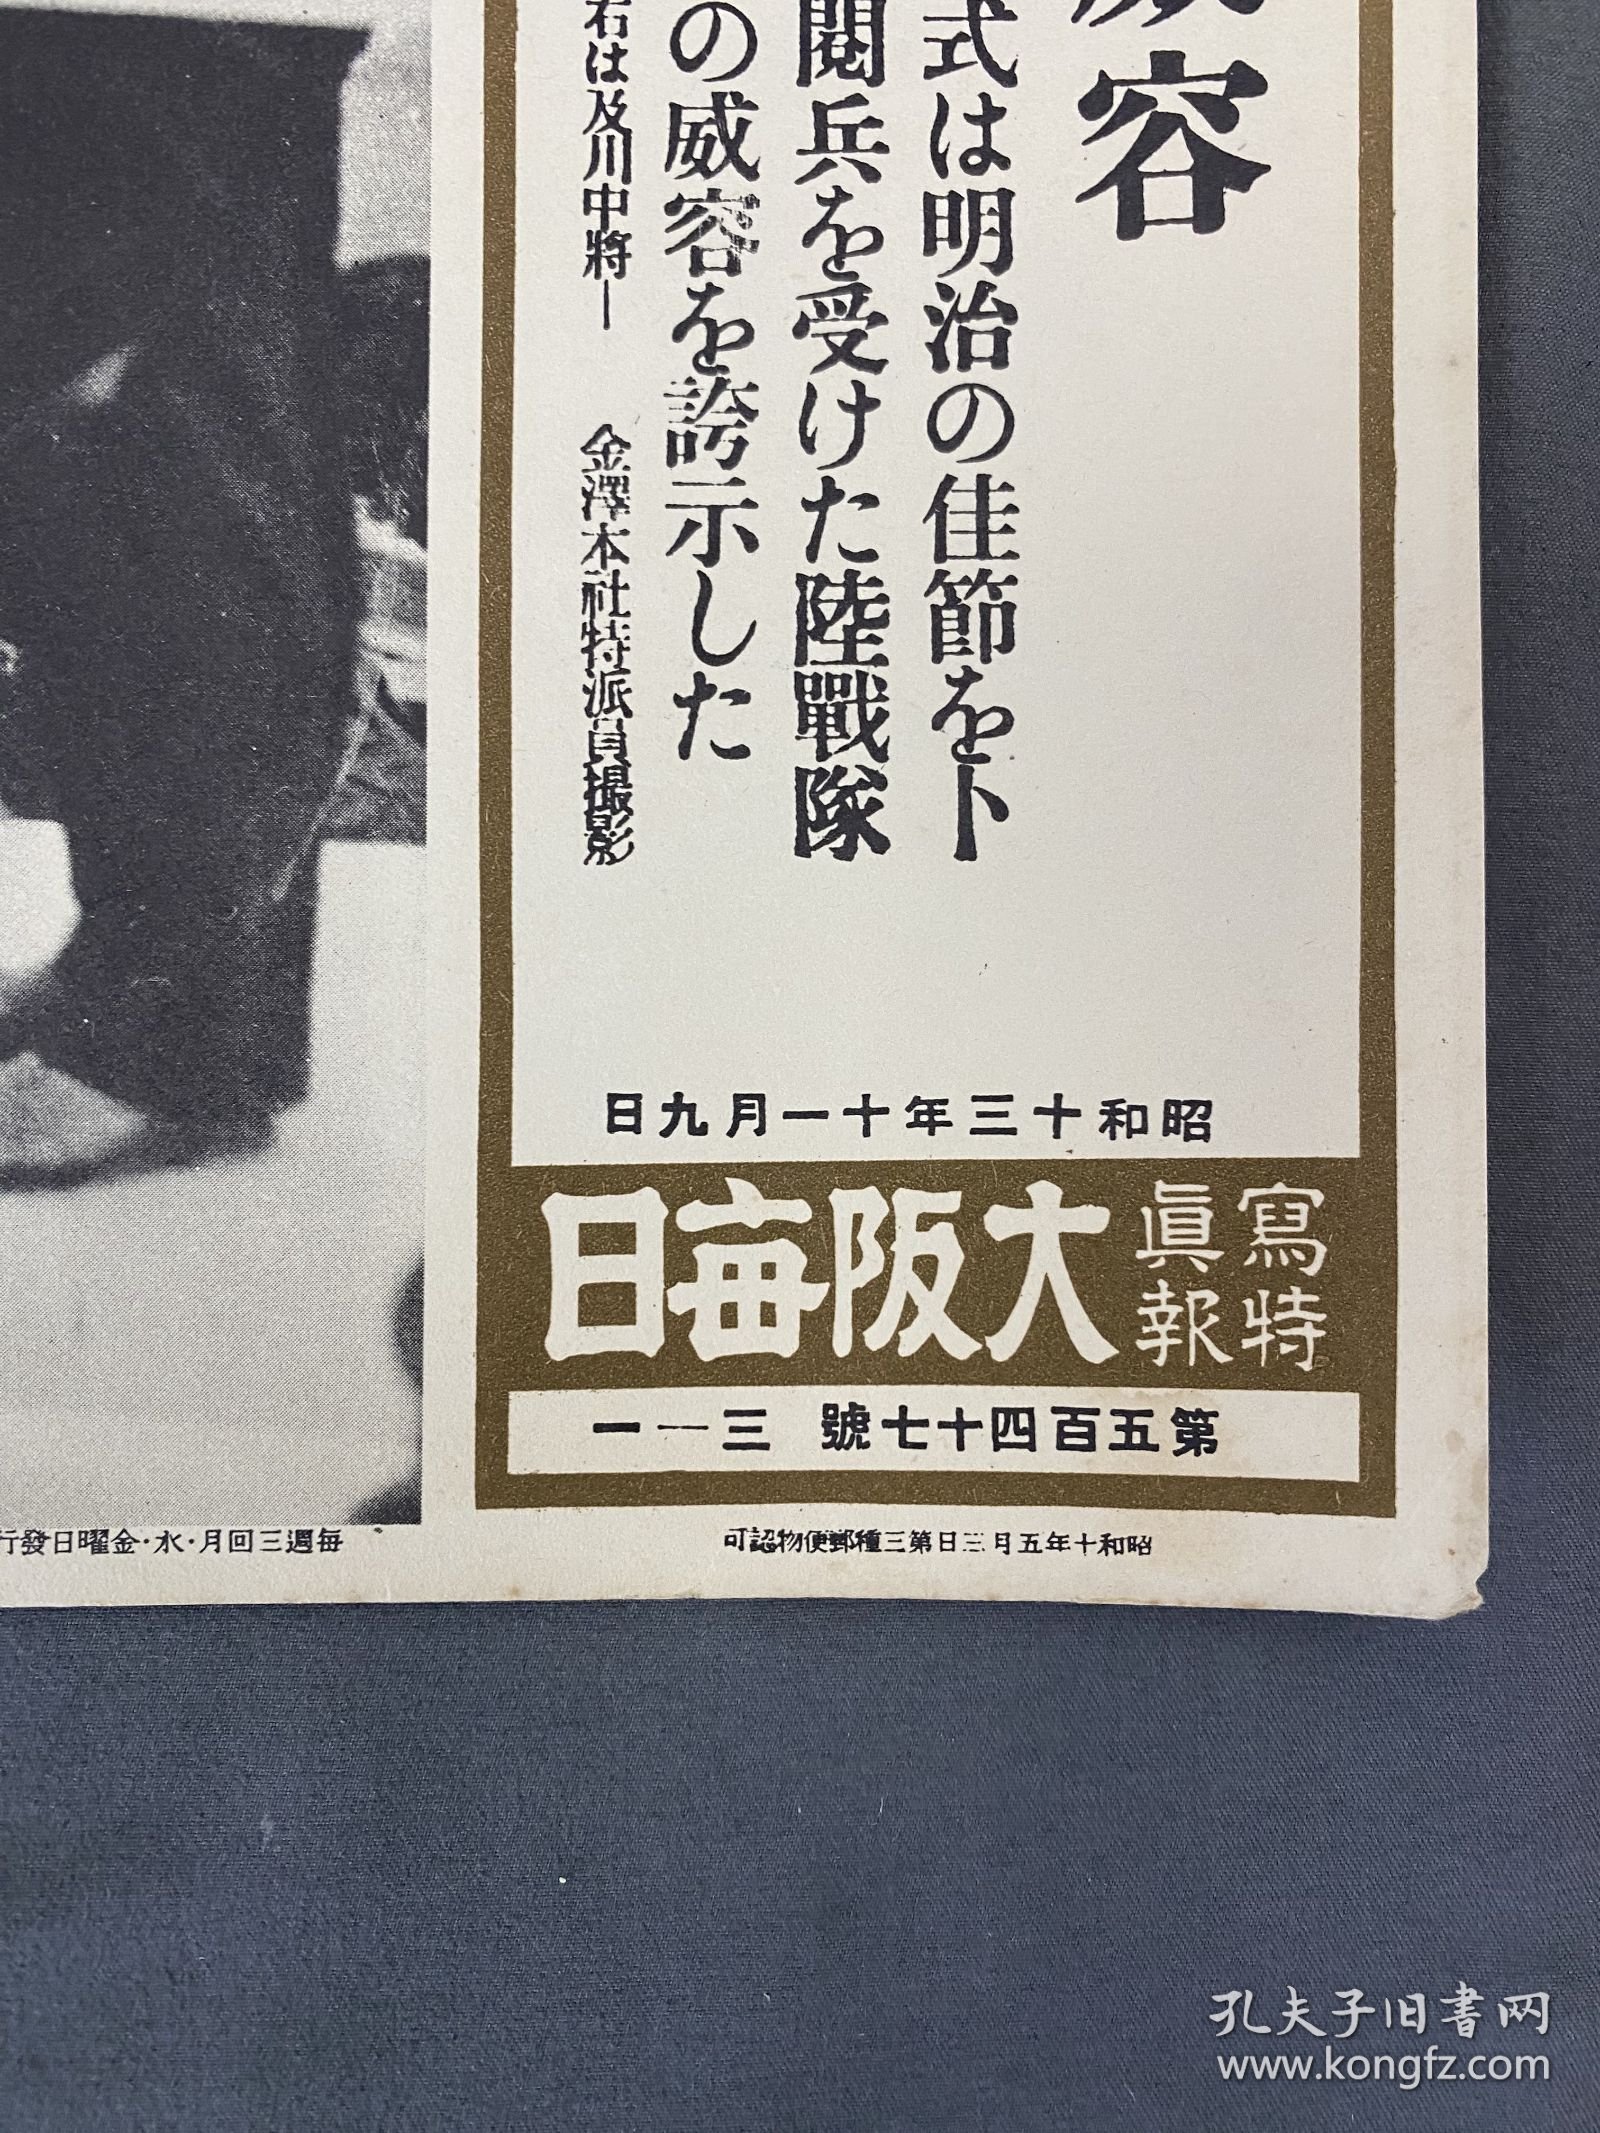 威容
式は明治の佳節を卜
閲兵を受けた陸戰隊
の威容を誇示した
右は及川中將—
金澤本社特派員撮影
昭和十三年十一月九日
寫眞特報
大阪毎日
第五百四十七號 三—一
昭和十年五月三日第三種郵便物認可
毎週三回月・水・金曜日發行
孔夫子旧書网
www.kongfz.com